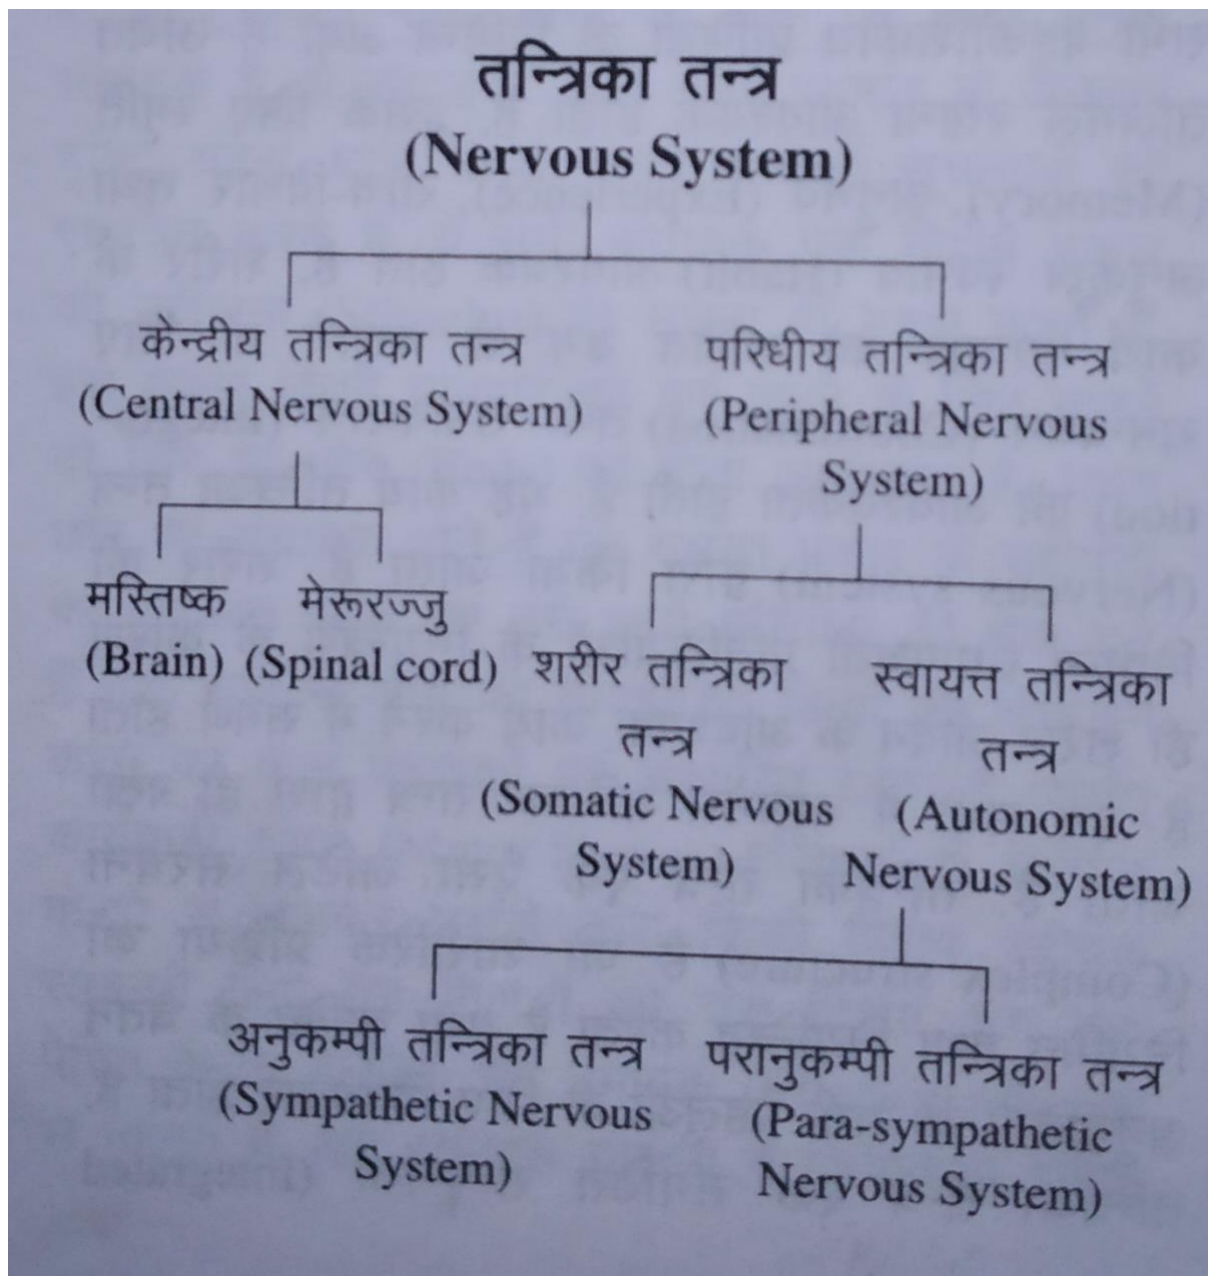 तन्त्रिका तन्त्र
(Nervous System)
केन्द्रीय तन्त्रिका तन्त्र
(Central Nervous System)
परिधीय तन्त्रिका तन्त्र
(Peripheral Nervous
System)
मस्तिष्क
(Brain)
मेरूरज्जु
(Spinal cord)
शरीर तन्त्रिका
तन्त्र
(Somatic Nervous
System)
स्वायत्त तन्त्रिका
तन्त्र
(Autonomic
Nervous System)
अनुकम्पी तन्त्रिका तन्त्र
(Sympathetic Nervous
System)
परानुकम्पी तन्त्रिका तन्त्र
(Para-sympathetic
Nervous System)